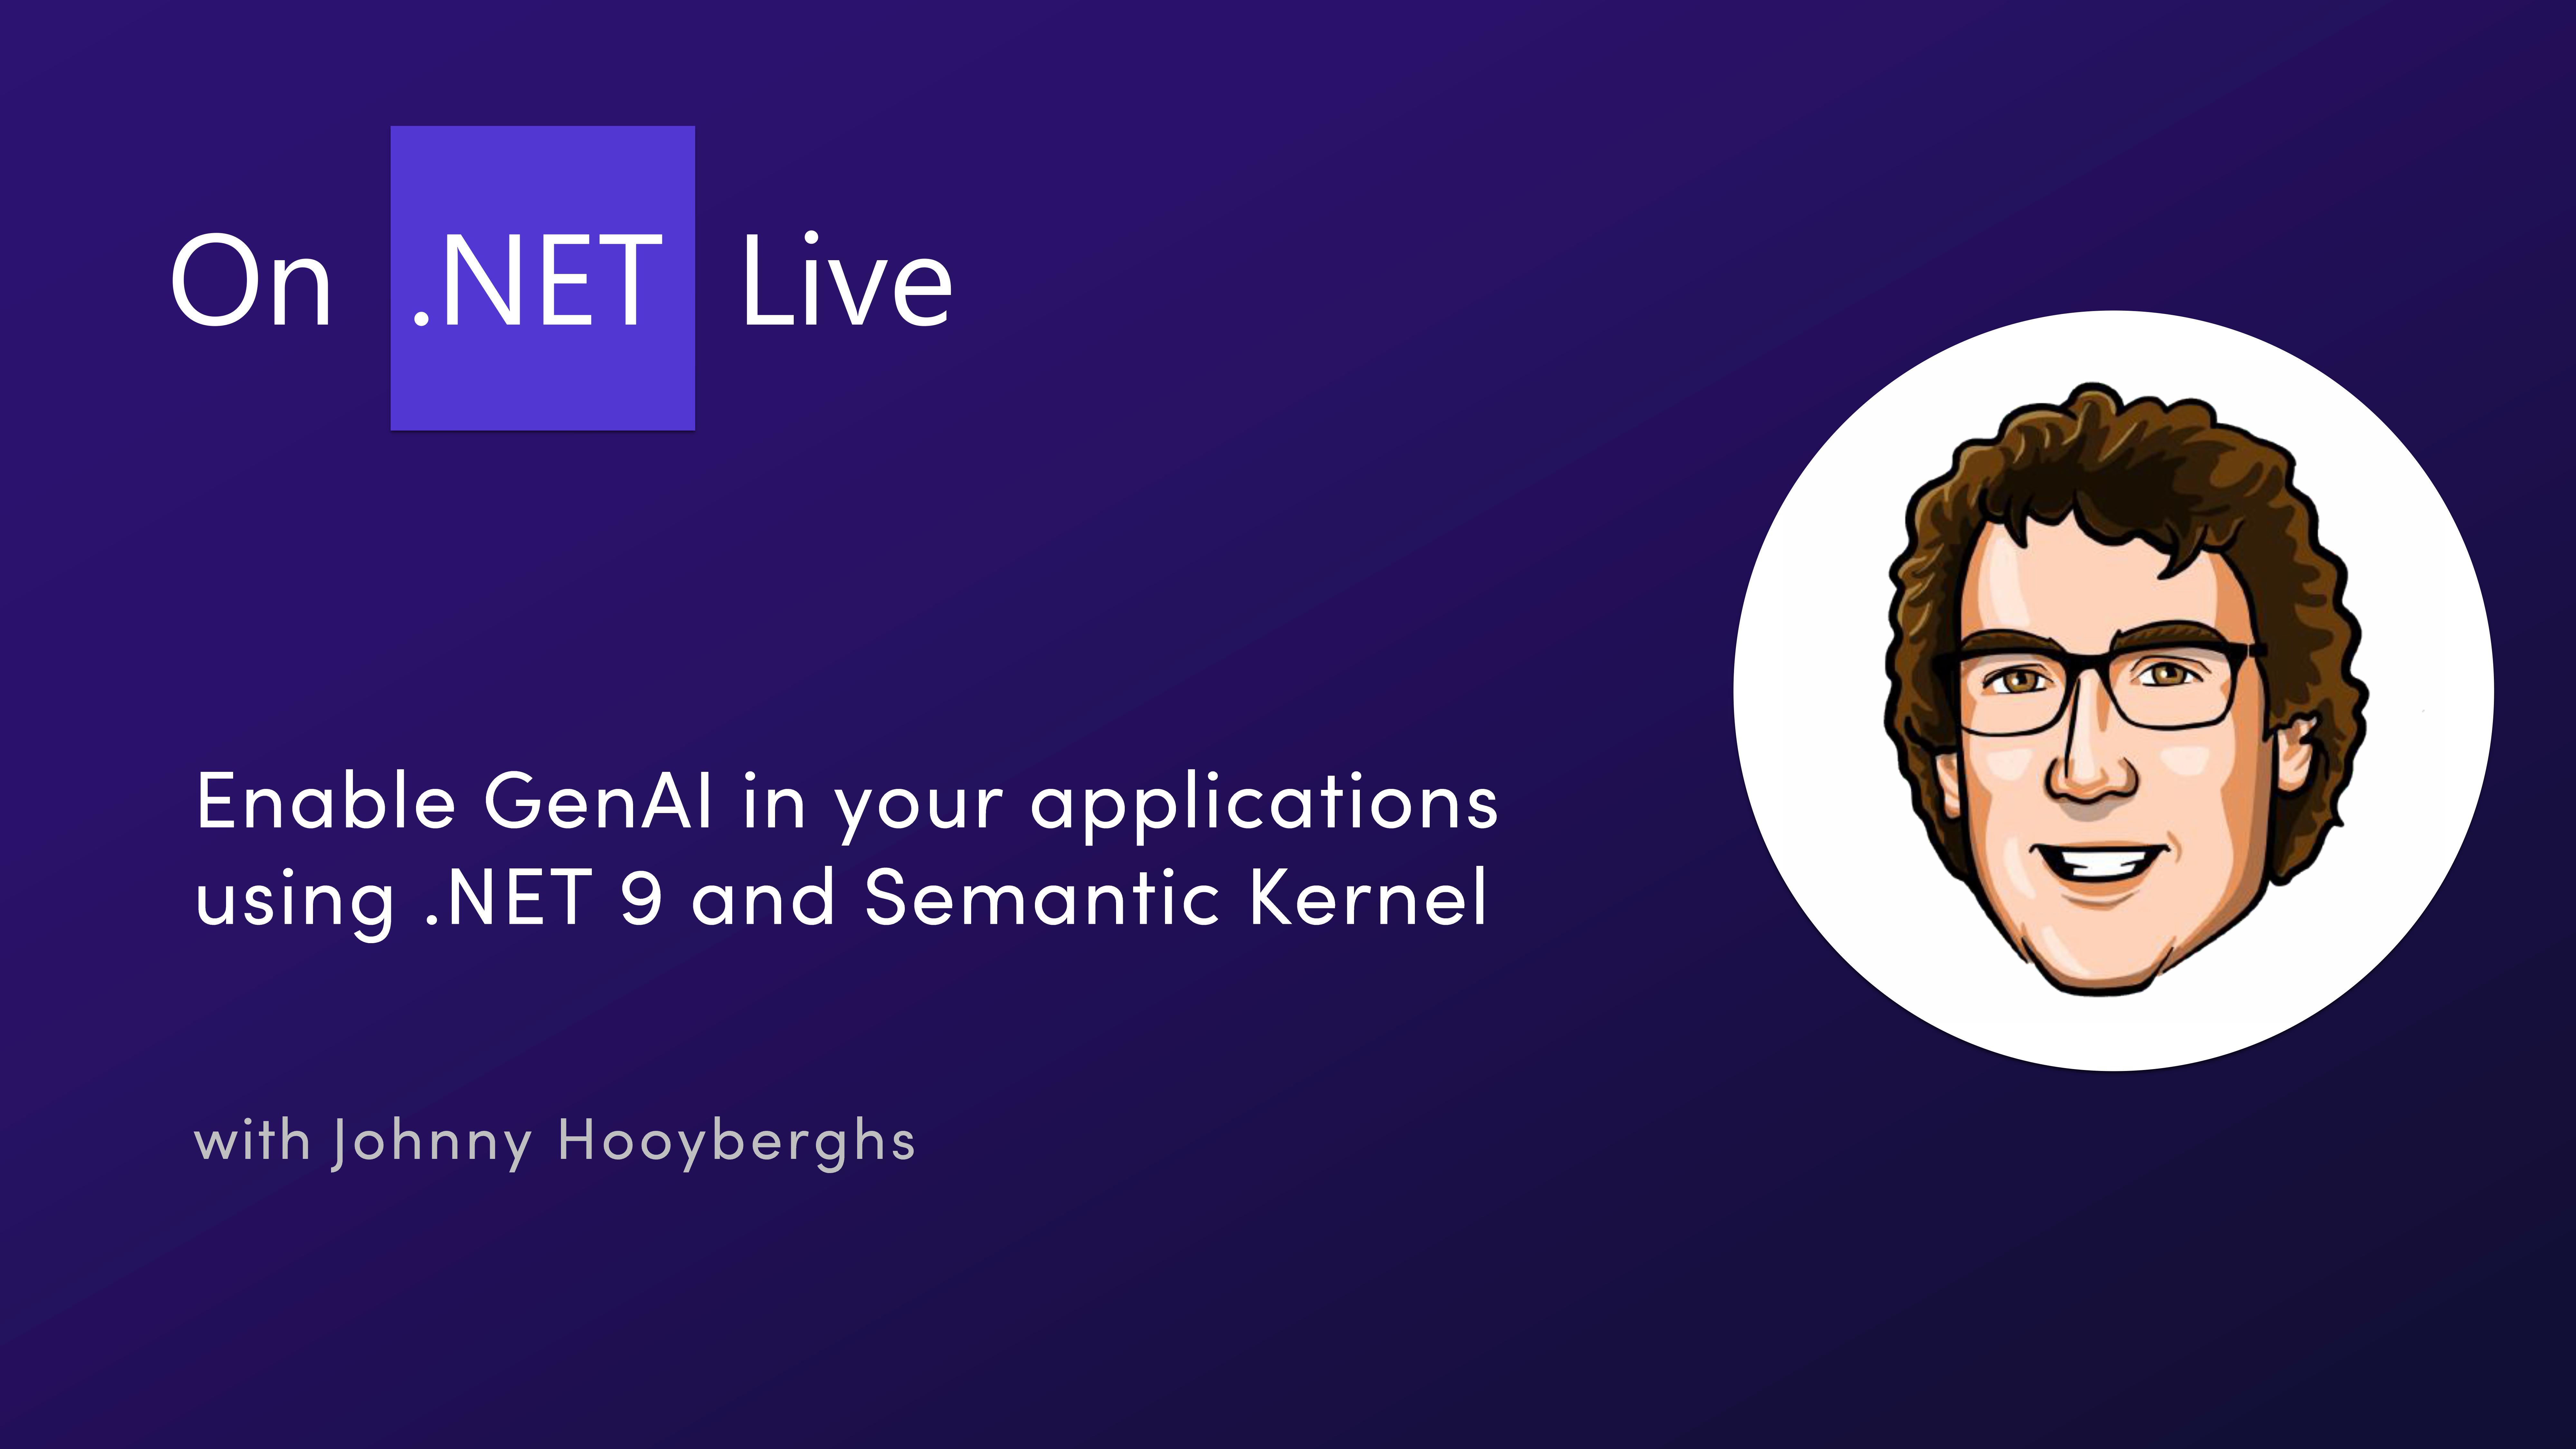 On .NET Live
Enable GenAI in your applications
using .NET 9 and Semantic Kernel
with Johnny Hooyberghs